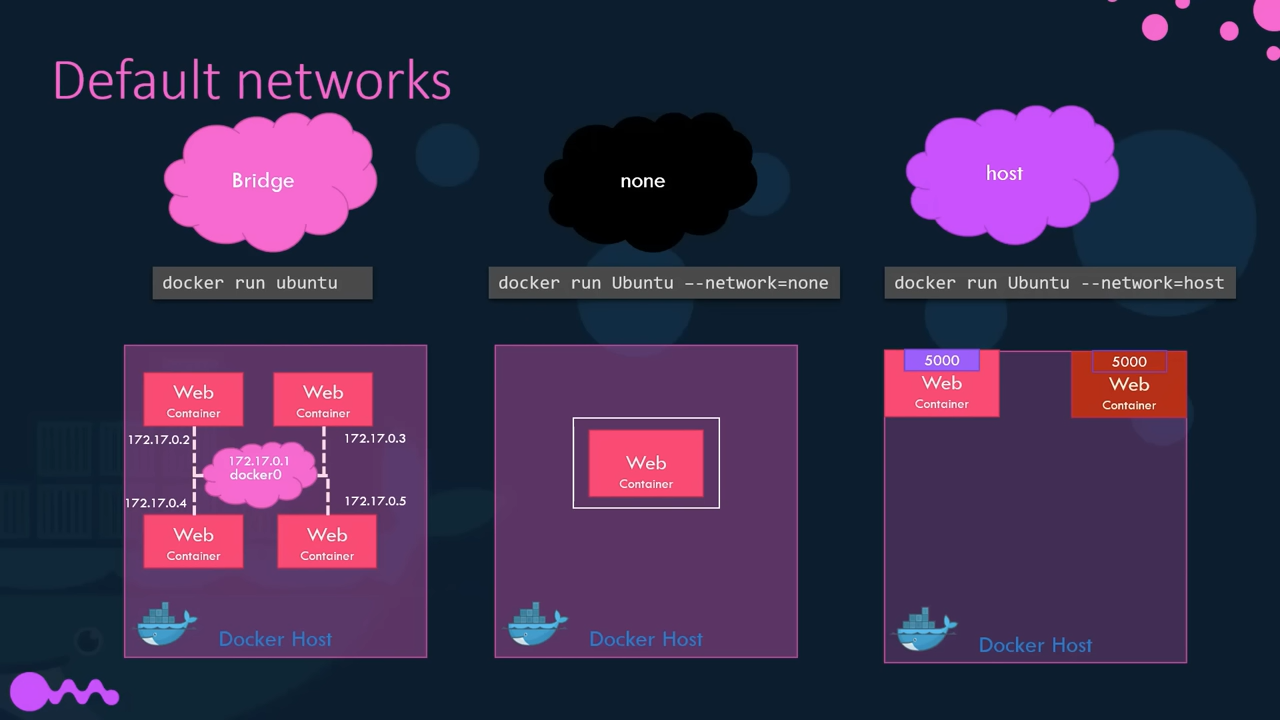 Default networks
Bridge
none
host
docker run ubuntu
docker run Ubuntu –-network=none
docker run Ubuntu --network=host
Web
Container
Web
Container
172.17.0.2
172.17.0.3
172.17.0.1
docker0
172.17.0.4
172.17.0.5
Web
Container
Web
Container
Docker Host
Web
Container
Docker Host
5000
Web
Container
5000
Web
Container
Docker Host